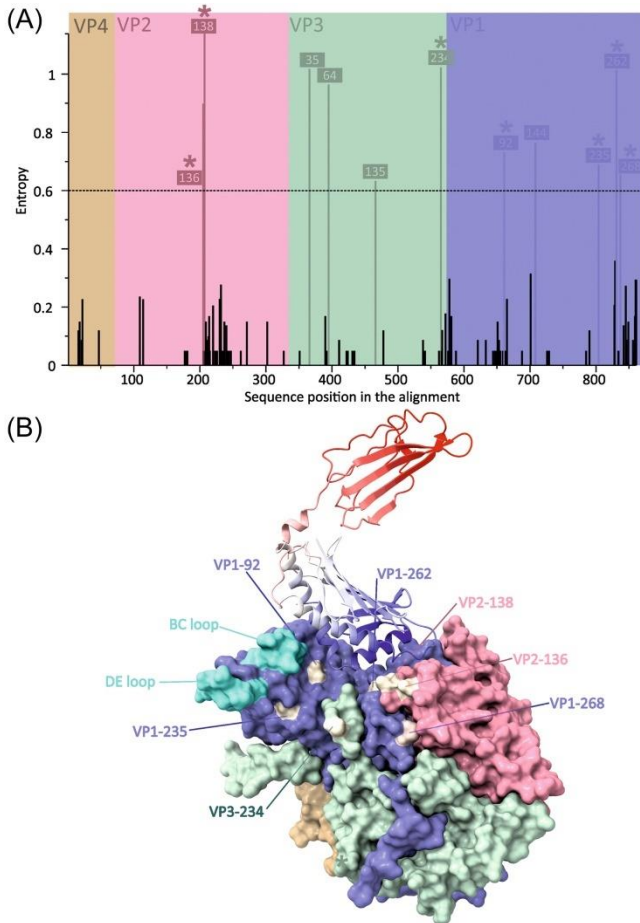 (A)
VP4 VP2 VP3 VP1
* * *
138 234 262
35
64
* * * *
92 144 235 268
* 136
135
Entropy
1
0.8
0.6
0.4
0.2
0
100 200 300 400 500 600 700 800
Sequence position in the alignment
(B)
VP1-92
VP1-262
BC loop
VP2-138
DE loop
VP2-136
VP1-235
VP1-268
VP3-234